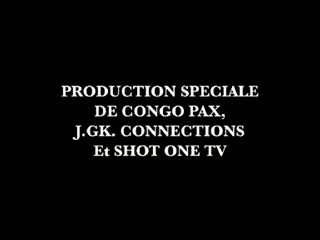 PRODUCTION SPECIALE
DE CONGO PAX,
J.GK. CONNECTIONS
Et SHOT ONE TV